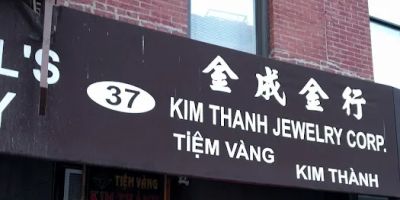 L'S
Y
37
金成金行
KIM THANH JEWELRY CORP.
TIỆM VÀNG
KIM THÀNH
TIỆM VÀNG